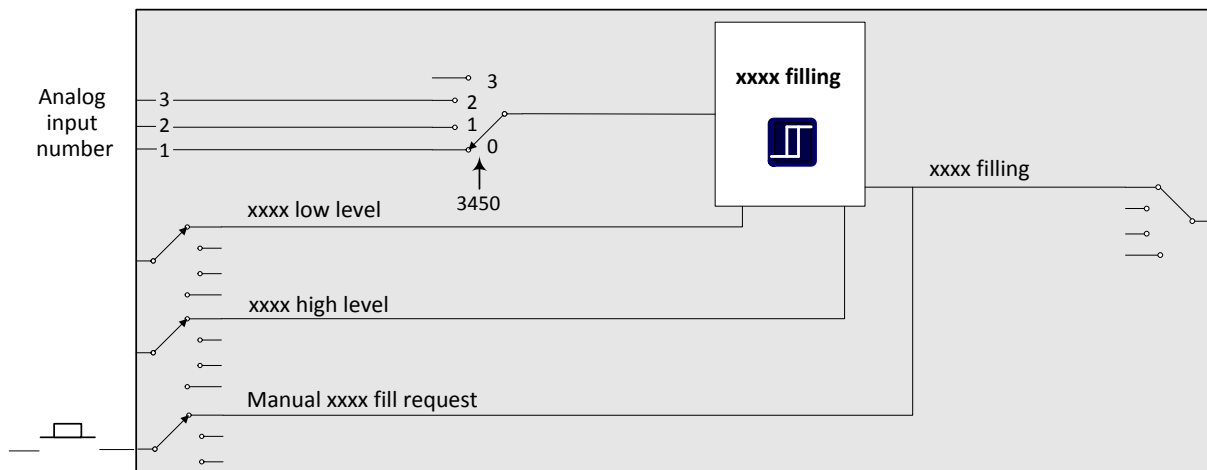 Analog
input
number
3
2
1
3
2
1
0
3450
xxxx filling
xxxx filling
xxxx low level
xxxx high level
Manual xxxx fill request